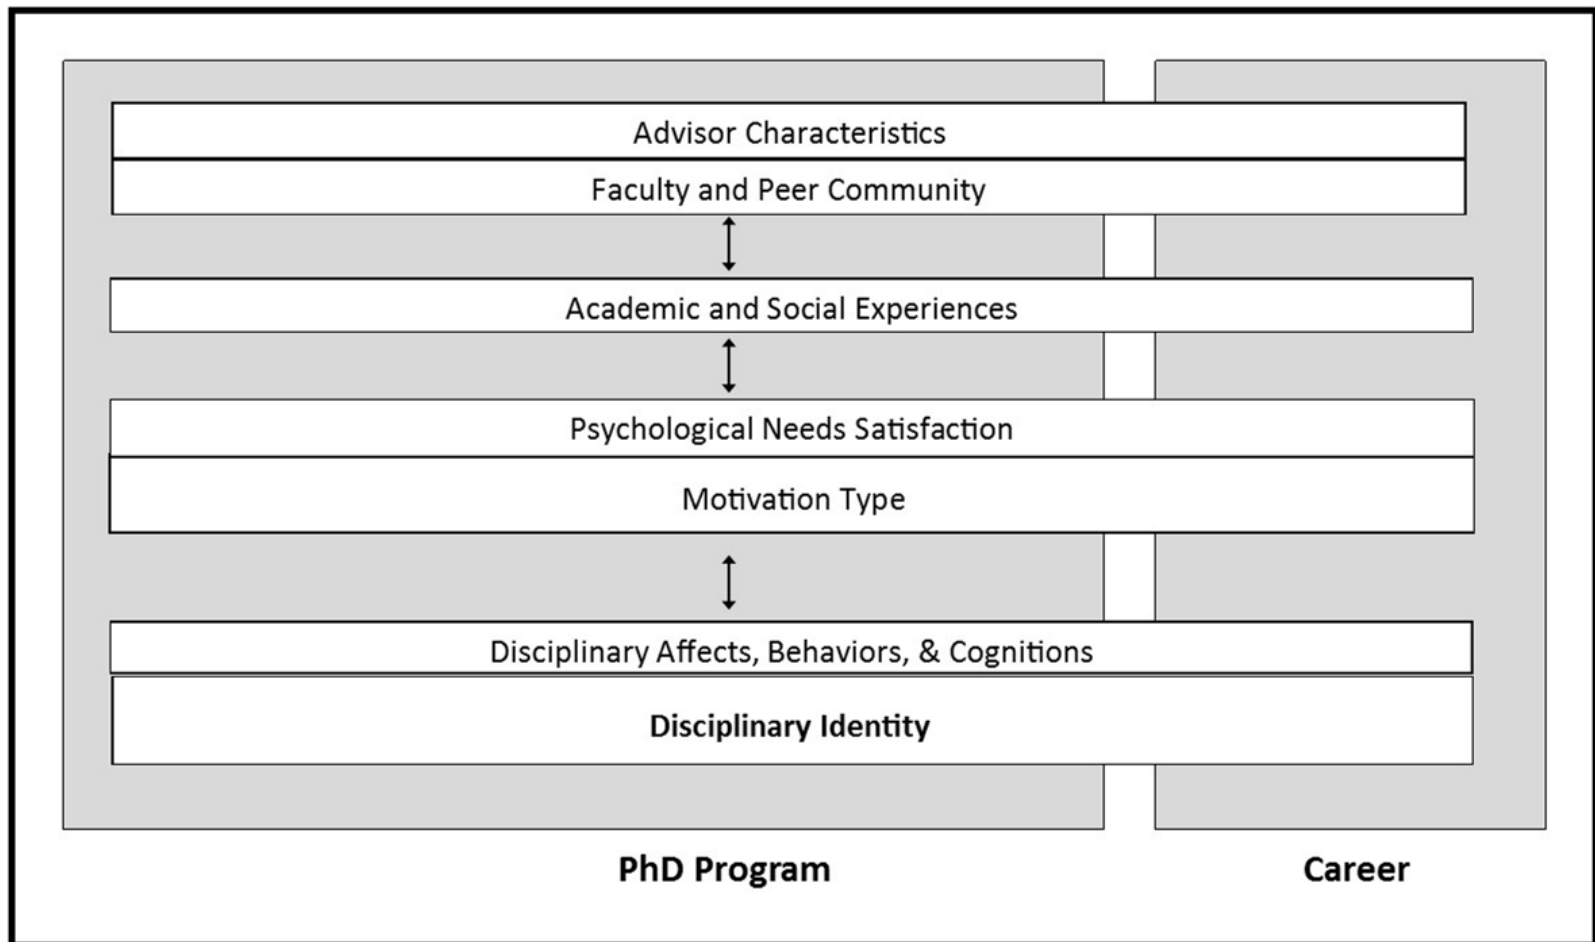 Advisor Characteristics
Faculty and Peer Community
Academic and Social Experiences
Psychological Needs Satisfaction
Motivation Type
Disciplinary Affects, Behaviors, & Cognitions
Disciplinary Identity
PhD Program
Career